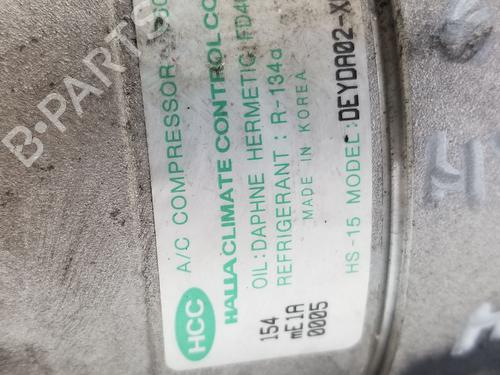 B-PARTS
HCC
A/C COMPRESSOR
HALLA CLIMATE CONTROL CO
OIL: DAPHNE HERMETIC FD4
REFRIGERANT : R-134a
MADE IN KOREA
HS-15 MODEL: DEYDA02-X
154
mE1A
0005